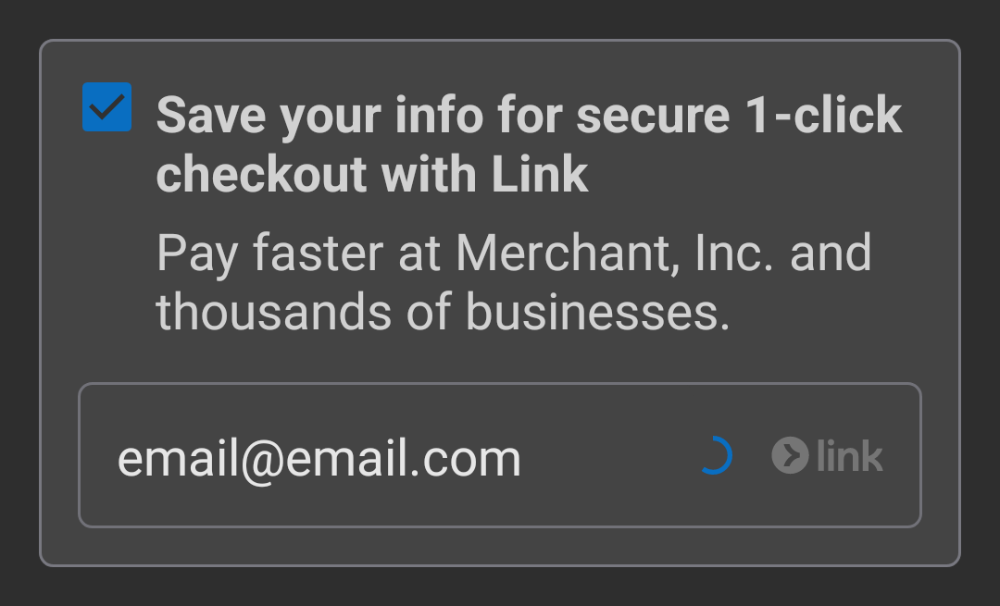 Save your info for secure 1-click
checkout with Link
Pay faster at Merchant, Inc. and
thousands of businesses.
email@email.com link